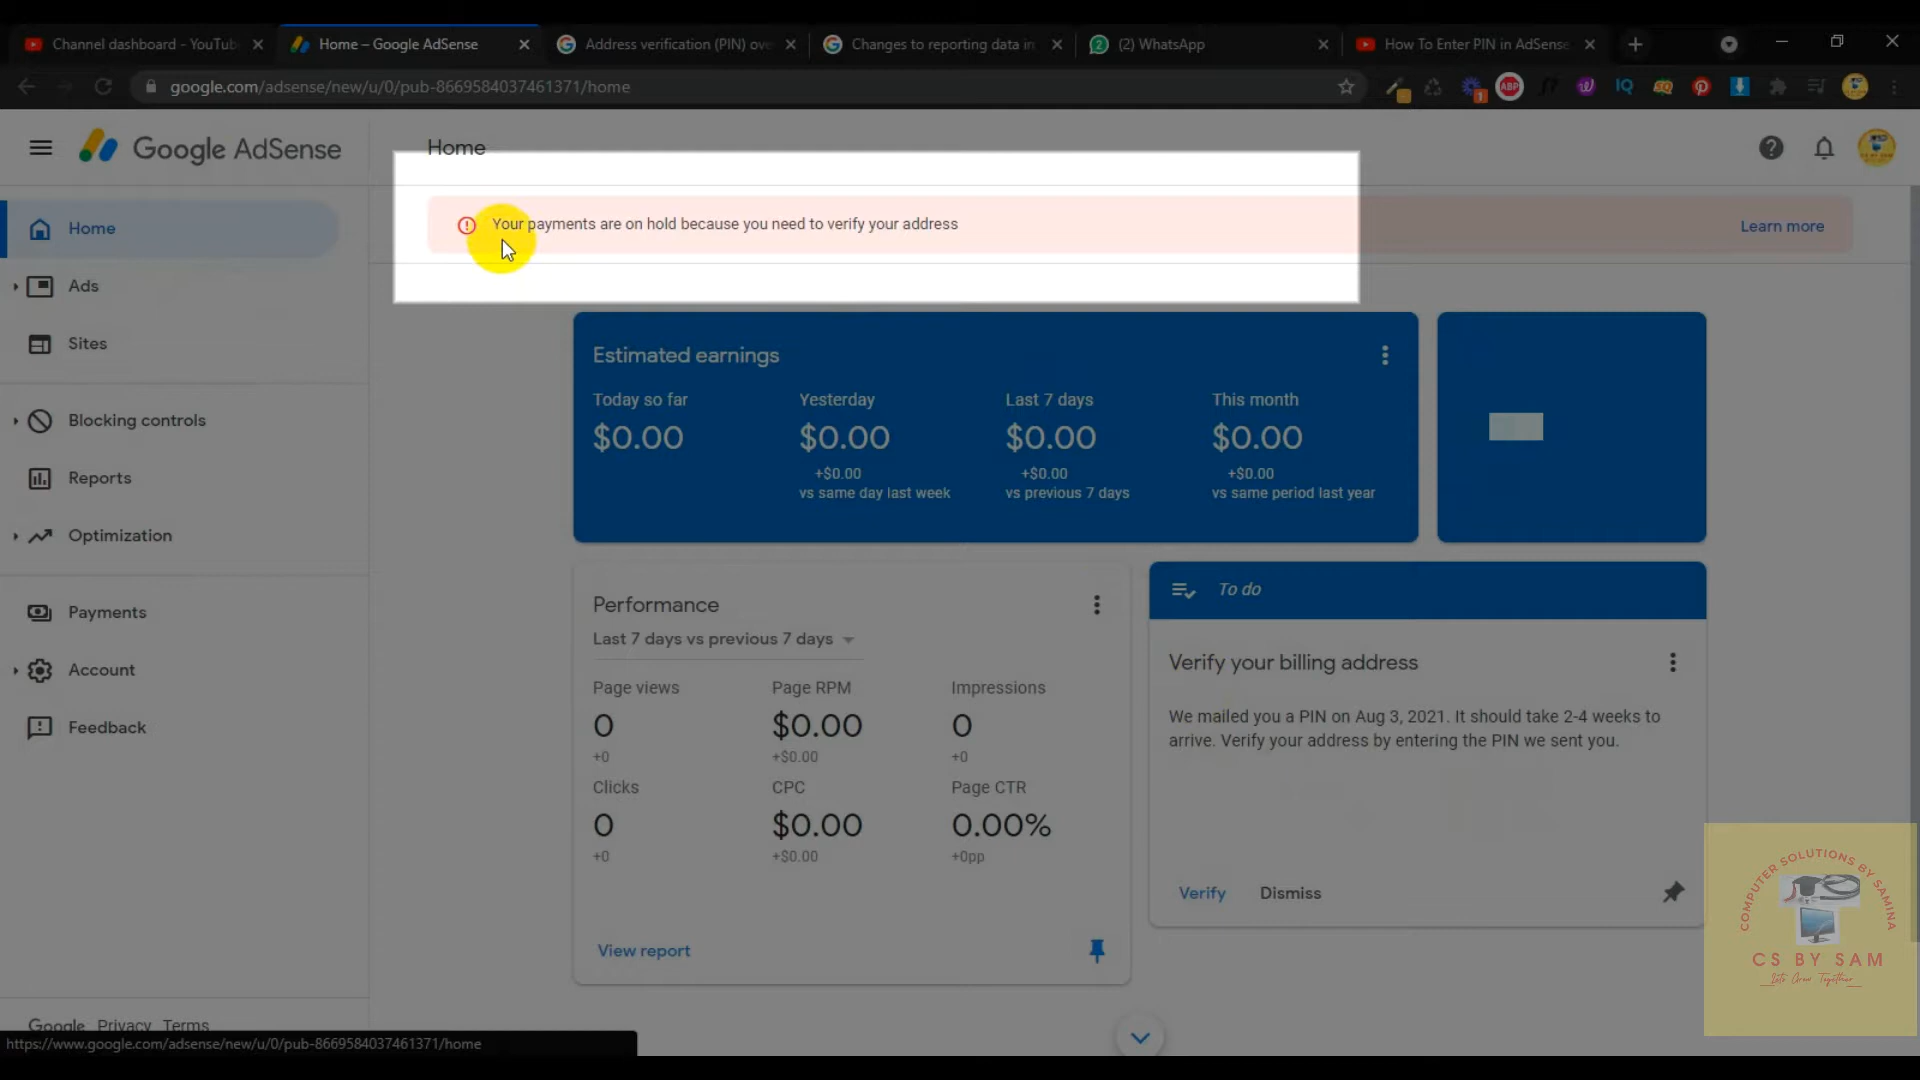 Channel dashboard - YouTub
Home – Google AdSense
Address verification (PIN) ove
Changes to reporting data in
2
(2) WhatsApp
How To Enter PIN in AdSense
google.com/adsense/new/u/0/pub-8669584037461371/home
1
ABP
IQ
Google AdSense
Home
Home
Ads
Sites
Blocking controls
Reports
Optimization
Payments
Account
Feedback
Google Privacy Terms
https://www.google.com/adsense/new/u/0/pub-8669584037461371/home
Your payments are on hold because you need to verify your address
Learn more
Estimated earnings
Today so far
$0.00
Yesterday
$0.00
+$0.00
vs same day last week
Last 7 days
$0.00
+$0.00
vs previous 7 days
This month
$0.00
+$0.00
vs same period last year
Performance
Last 7 days vs previous 7 days
Page views
0
+0
Page RPM
$0.00
+$0.00
Impressions
0
+0
Clicks
0
+0
CPC
$0.00
+$0.00
Page CTR
0.00%
+0pp
View report
To do
Verify your billing address
We mailed you a PIN on Aug 3, 2021. It should take 2-4 weeks to
arrive. Verify your address by entering the PIN we sent you.
Verify
Dismiss
COMPUTER SOLUTIONS BY SAMINA
CS BY SAM
Lets Grow Together